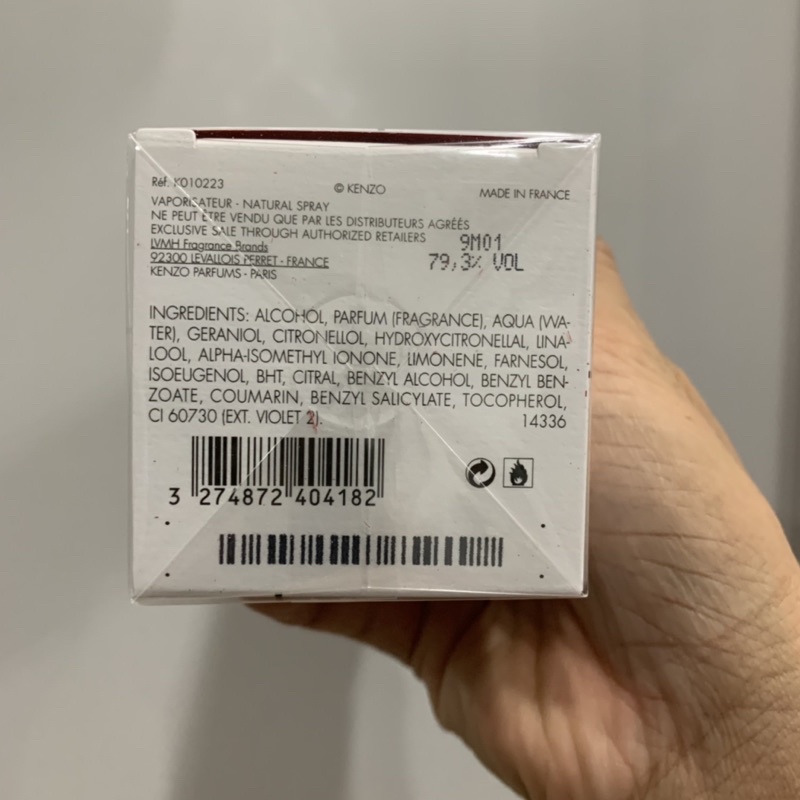 Réf. K010223
© KENZO
MADE IN FRANCE
VAPORISATEUR - NATURAL SPRAY
NE PEUT ÊTRE VENDU QUE PAR LES DISTRIBUTEURS AGRÉÉS
EXCLUSIVE SALE THROUGH AUTHORIZED RETAILERS
LVMH Fragrance Brands
92300 LEVALLOIS PERRET - FRANCE
KENZO PARFUMS - PARIS
9M01
79,3% VOL
INGREDIENTS: ALCOHOL, PARFUM (FRAGRANCE), AQUA (WA-
TER), GERANIOL, CITRONELLOL, HYDROXYCITRONELLAL, LINA-
LOOL, ALPHA-ISOMETHYL IONONE, LIMONENE, FARNESOL,
ISOEUGENOL, BHT, CITRAL, BENZYL ALCOHOL, BENZYL BEN-
ZOATE, COUMARIN, BENZYL SALICYLATE, TOCOPHEROL,
CI 60730 (EXT. VIOLET 2). 14336
3 274872 404182